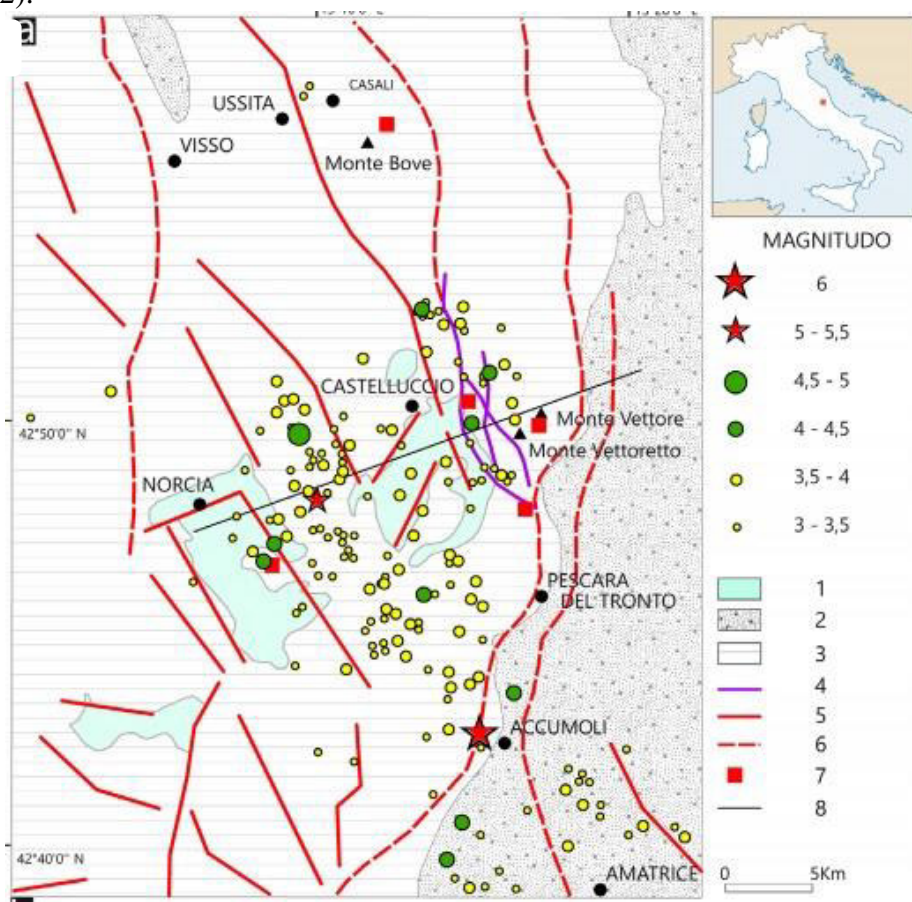 2).
a
CASALI
USSITA
VISSO
Monte Bove
CASTELLUCCIO
Monte Vettore
Monte Vettoretto
42°50'0'' N
NORCIA
PESCARA
DEL TRONTO
ACCUMOLI
42°40'0'' N
AMATRICE
MAGNITUDO
6
5 - 5,5
4,5 - 5
4 - 4,5
3,5 - 4
3 - 3,5
1
2
3
4
5
6
7
8
0 5Km